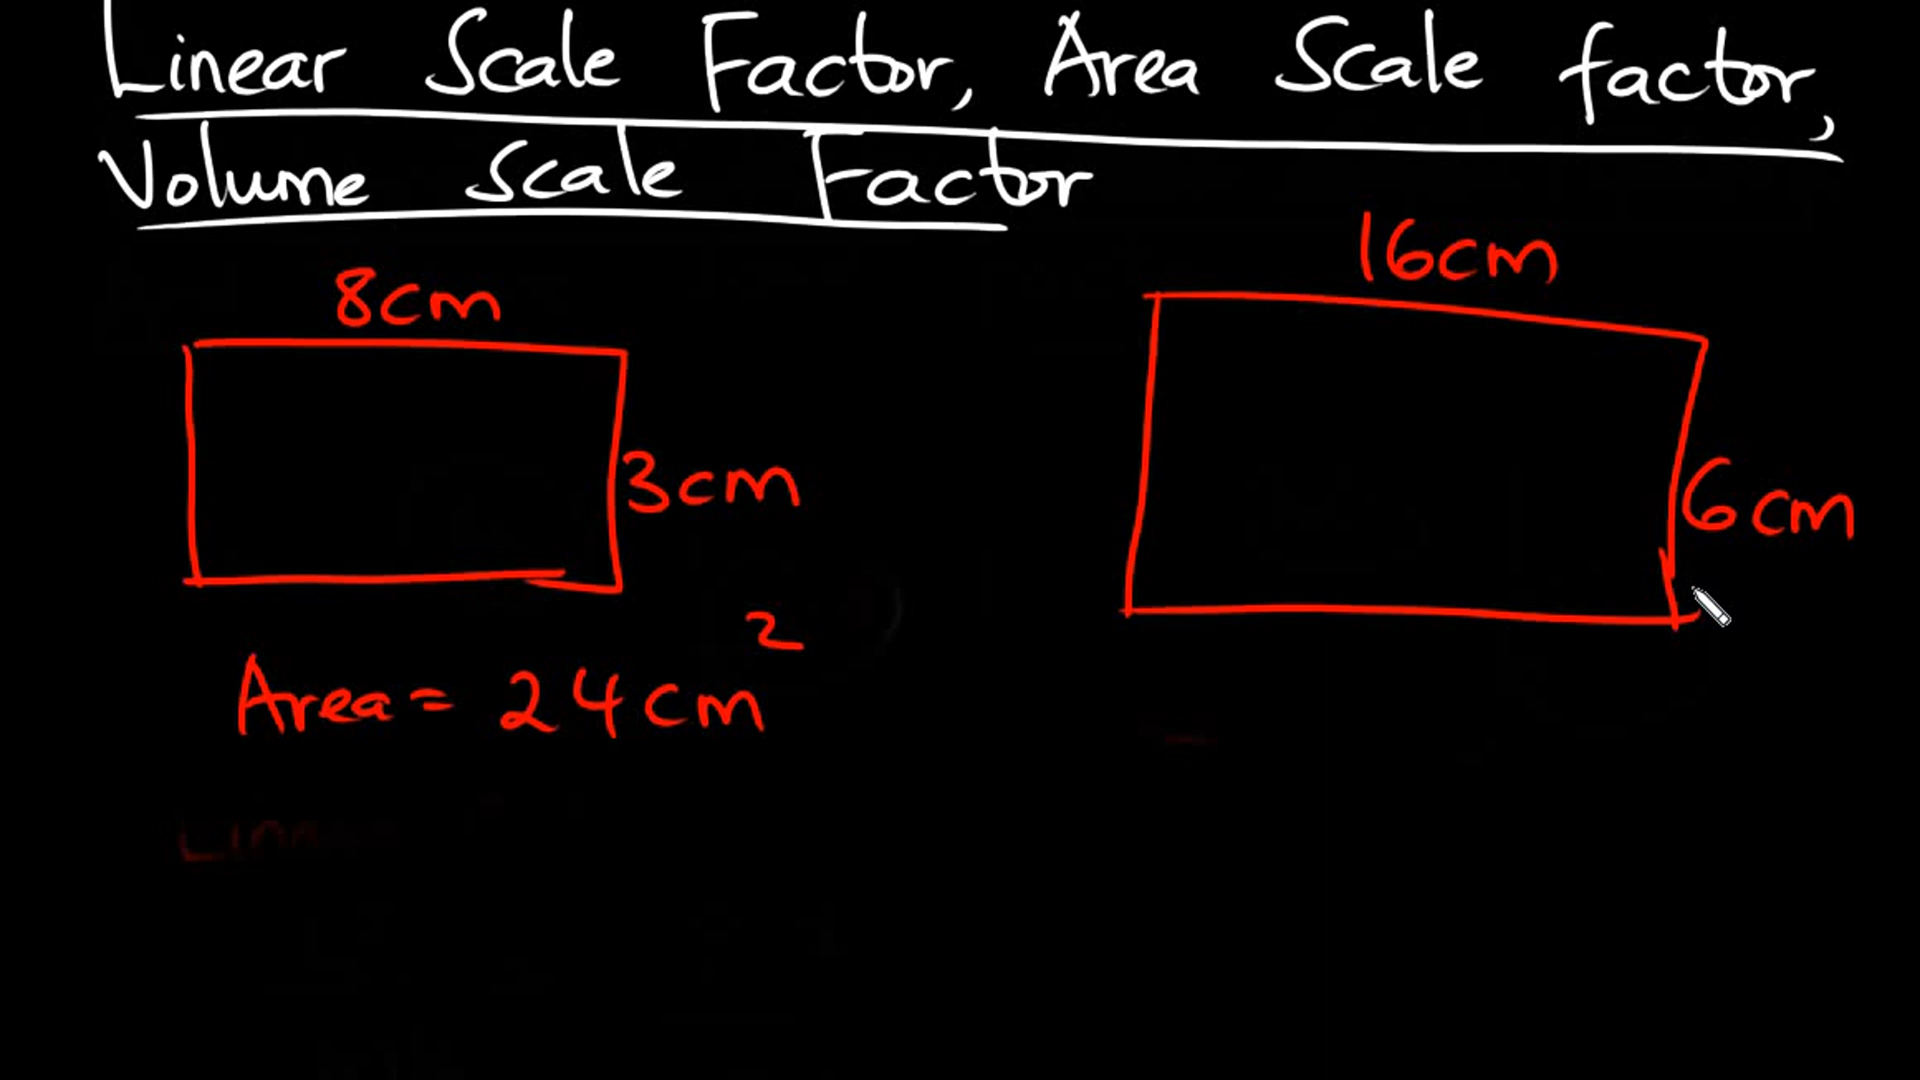 Linear Scale Factor, Area Scale factor,
Volume Scale Factor
8cm
16cm
3cm
6cm
Area = 24cm²